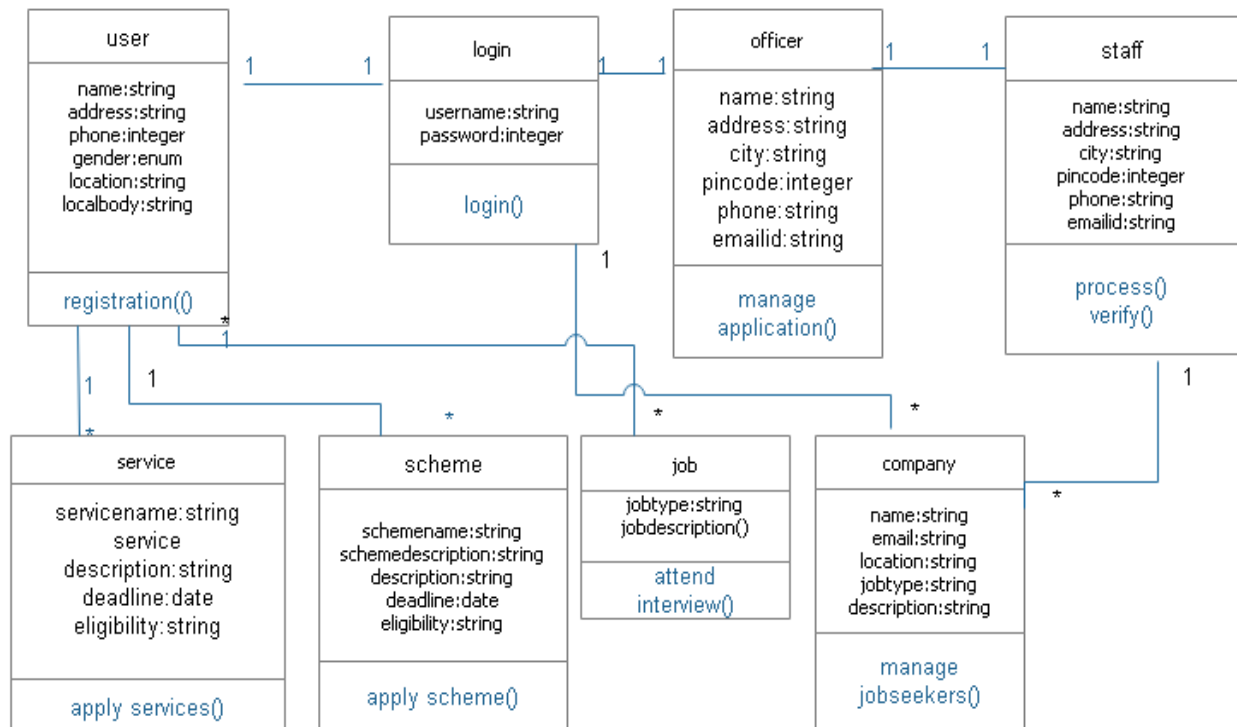 user
name:string
address:string
phone:integer
gender:enum
location:string
localbody:string
registration(()
1
1
login
username:string
password:integer
login()
1
1
officer
name:string
address:string
city:string
pincode:integer
phone:string
emailid:string
manage
application()
1
1
staff
name:string
address:string
city:string
pincode:integer
phone:string
emailid:string
process()
verify()
1
*
1
1
1
*
*
*
1
*
*
service
servicename:string
service
description:string
deadline:date
eligibility:string
apply services()
scheme
schemename:string
schemedescription:string
description:string
deadline:date
eligibility:string
apply scheme()
job
jobtype:string
jobdescription()
attend
interview()
company
name:string
email:string
location:string
jobtype:string
description:string
manage
jobseekers()